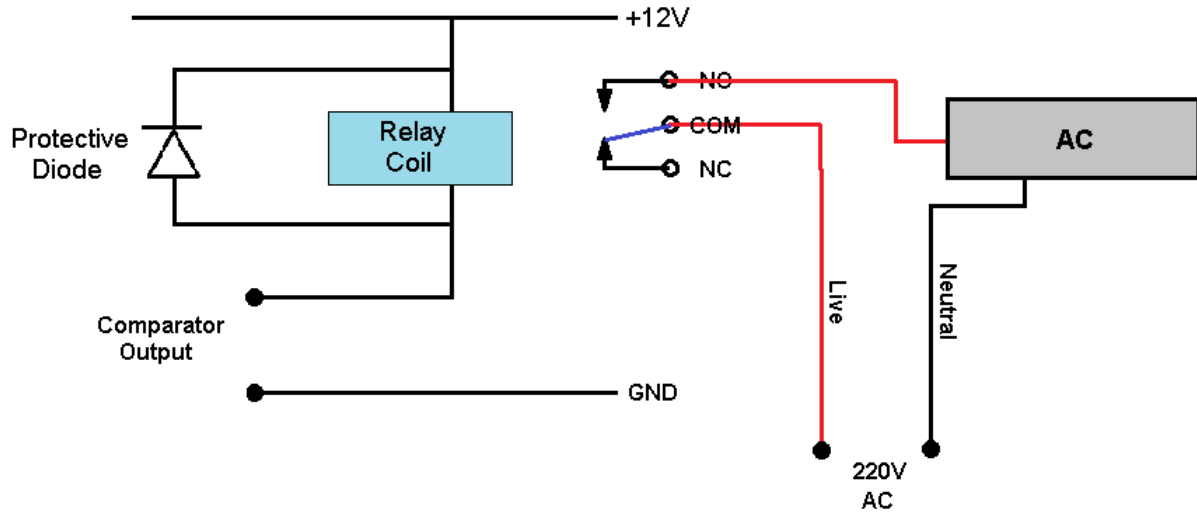 +12V
Protective
Diode
Relay
Coil
NO
COM
NC
AC
Live
Neutral
Comparator
Output
GND
220V
AC